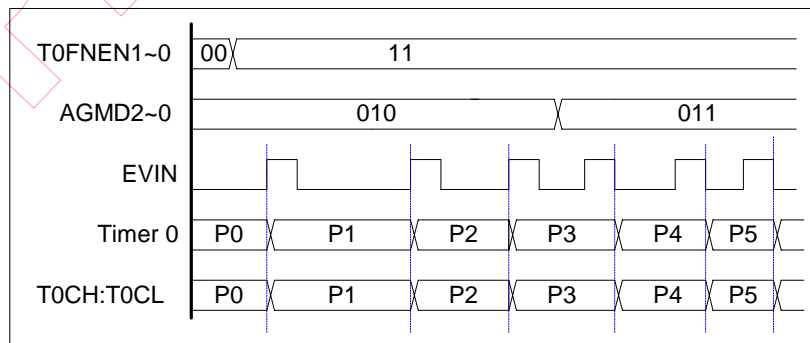 T0FNEN1~0 00 11
AGMD2~0 010 011
EVIN
Timer 0 P0 P1 P2 P3 P4 P5
T0CH:T0CL P0 P1 P2 P3 P4 P5